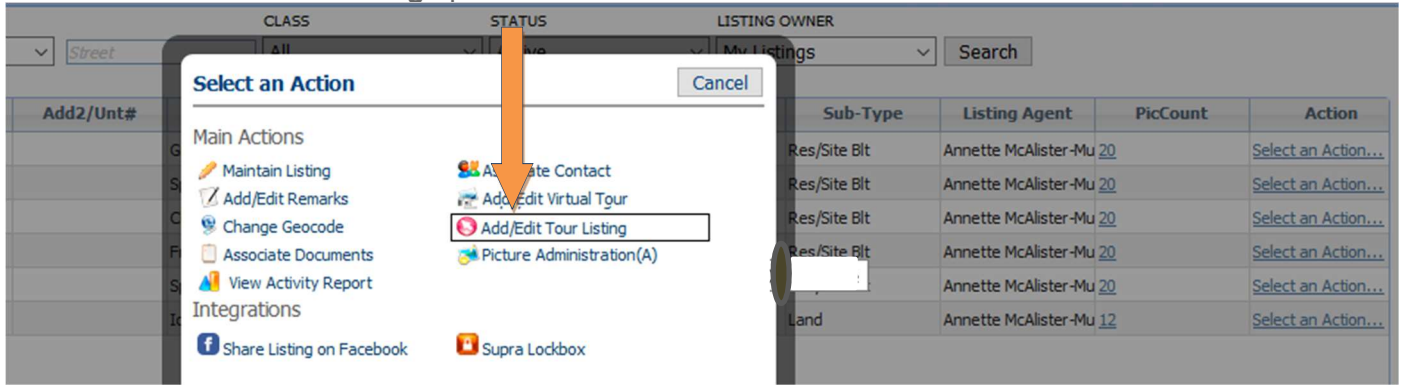 CLASS STATUS LISTING OWNER
Street All My Listings Search
Select an Action Cancel
Add2/Unt# Sub-Type Listing Agent PicCount Action
Main Actions
Res/Site Blt Annette McAlister-Mu 20 Select an Action...
Maintain Listing Contact
Res/Site Blt Annette McAlister-Mu 20 Select an Action...
Add/Edit Remarks Add/Edit Virtual Tour
Change Geocode Add/Edit Tour Listing
Res/Site Blt Annette McAlister-Mu 20 Select an Action...
Associate Documents Picture Administration(A)
Res/Site Blt Annette McAlister-Mu 20 Select an Action...
View Activity Report
Annette McAlister-Mu 20 Select an Action...
Integrations
Land Annette McAlister-Mu 12 Select an Action...
Share Listing on Facebook Supra Lockbox